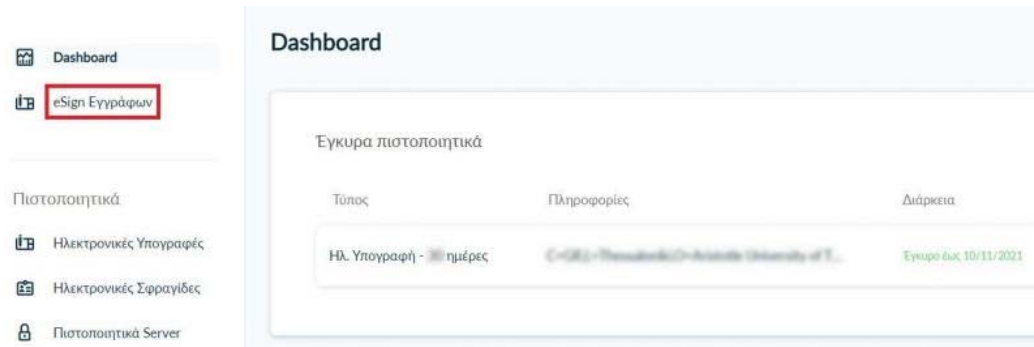 Dashboard
eSign Εγγράφων
Πιστοποιητικά
Ηλεκτρονικές Υπογραφές
Ηλεκτρονικές Σφραγίδες
Πιστοποιητικά Server
Dashboard
Έγκυρα πιστοποιητικά
Τύπος Πληροφορίες Διάρκεια
Ηλ. Υπογραφή - ημέρες Έγκυρο έως 10/11/2021